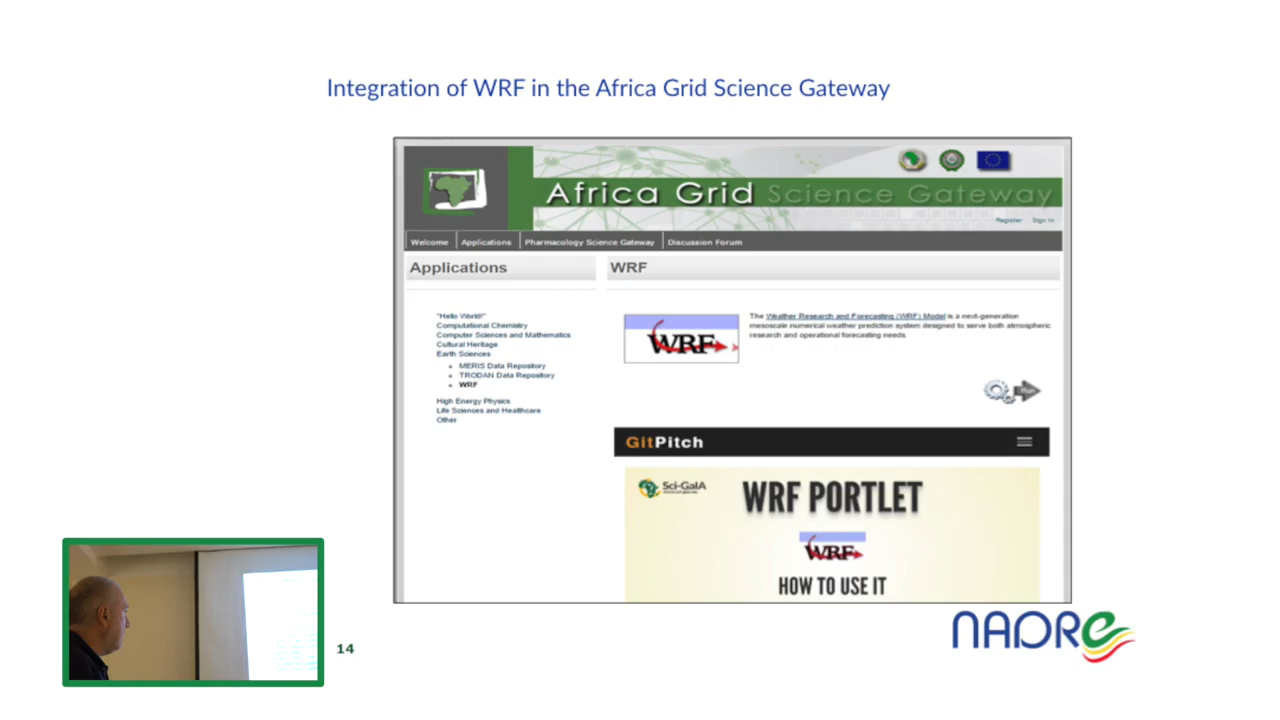 Integration of WRF in the Africa Grid Science Gateway
Africa Grid Science Gateway
Register Sign In
Welcome Applications Pharmacology Science Gateway Discussion Forum
Applications
WRF
"Hello World!"
Computational Chemistry
Computer Sciences and Mathematics
Cultural Heritage
Earth Sciences
MERIS Data Repository
TRODAN Data Repository
WRF
High Energy Physics
Life Sciences and Healthcare
Other
WRF
The Weather Research and Forecasting (WRF) Model is a next-generation
mesoscale numerical weather prediction system designed to serve both atmospheric
research and operational forecasting needs.
GitPitch
Sci-GaIA
WRF PORTLET
WRF
HOW TO USE IT
NADRe
14